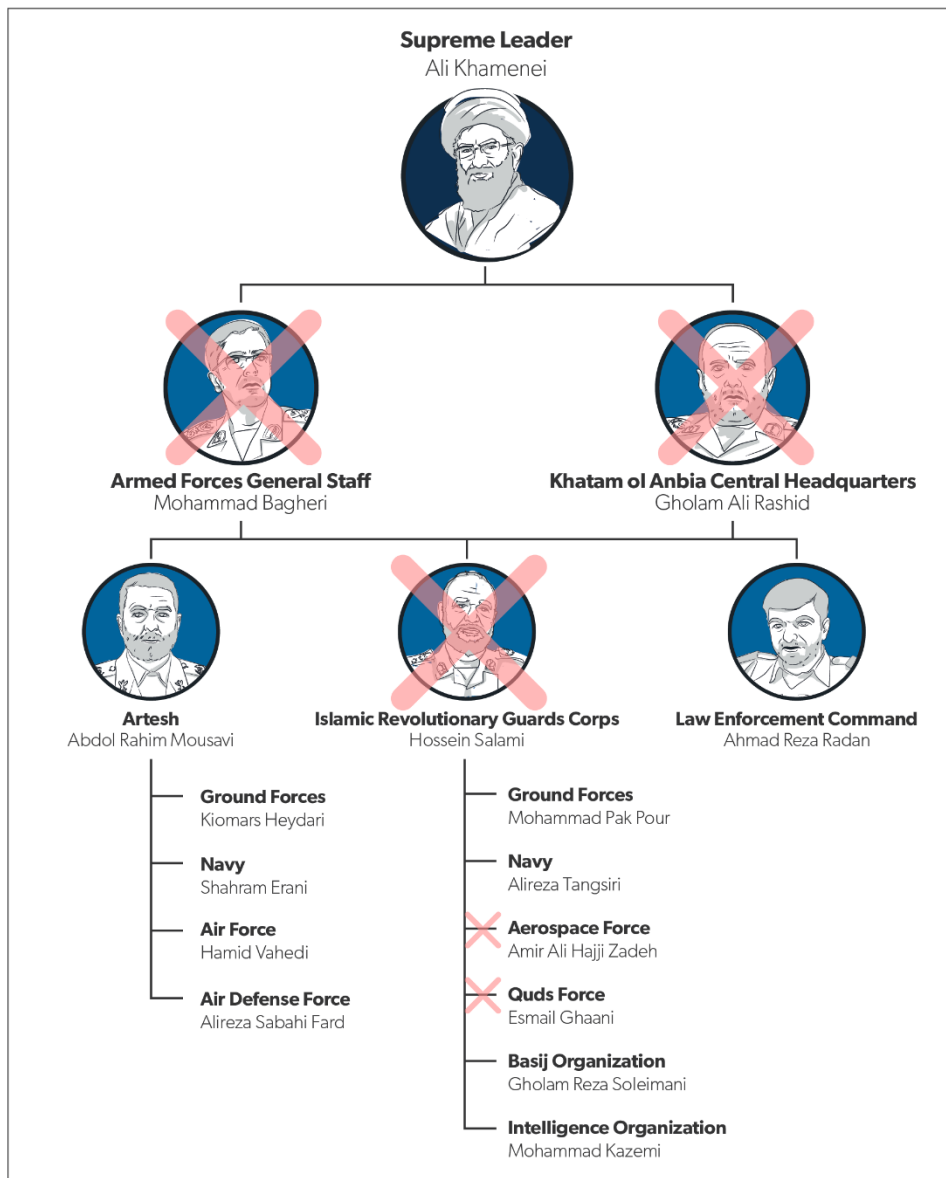 Supreme Leader
Ali Khamenei
Armed Forces General Staff
Mohammad Bagheri
Khatam ol Anbia Central Headquarters
Gholam Ali Rashid
Artesh
Abdol Rahim Mousavi
Islamic Revolutionary Guards Corps
Hossein Salami
Law Enforcement Command
Ahmad Reza Radan
Ground Forces
Kiomars Heydari
Navy
Shahram Erani
Air Force
Hamid Vahedi
Air Defense Force
Alireza Sabahi Fard
Ground Forces
Mohammad Pak Pour
Navy
Alireza Tangsiri
Aerospace Force
Amir Ali Hajji Zadeh
Quds Force
Esmail Ghaani
Basij Organization
Gholam Reza Soleimani
Intelligence Organization
Mohammad Kazemi